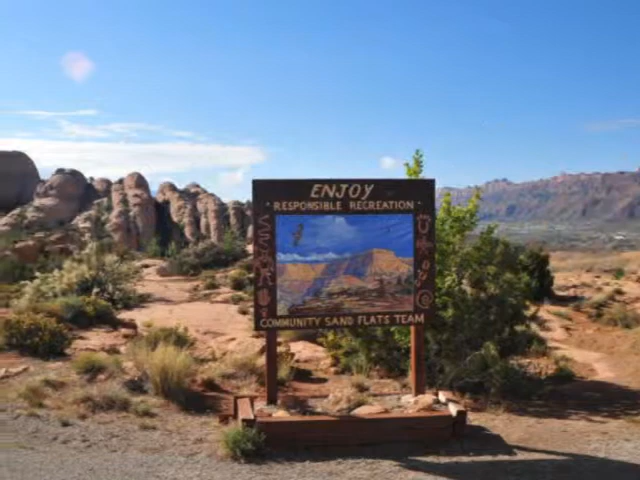 ENJOY
RESPONSIBLE RECREATION
COMMUNITY SAND FLATS TEAM